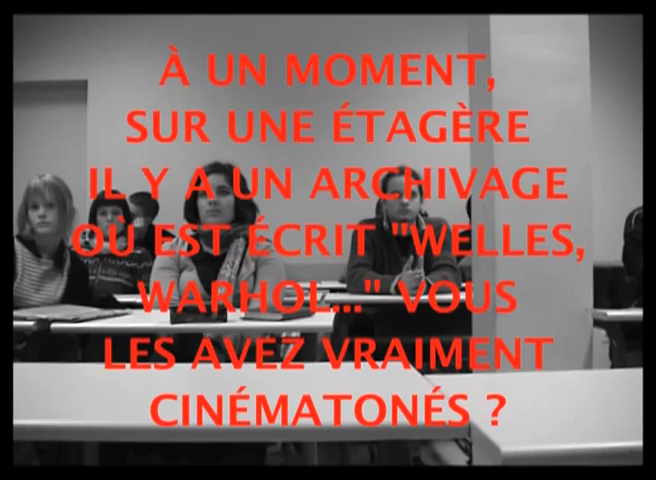 À UN MOMENT,
SUR UNE ÉTAGÈRE
IL Y A UN ARCHIVAGE
OÙ EST ÉCRIT "WELLES,
WARHOL..." VOUS
LES AVEZ VRAIMENT
CINÉMATONÉS ?